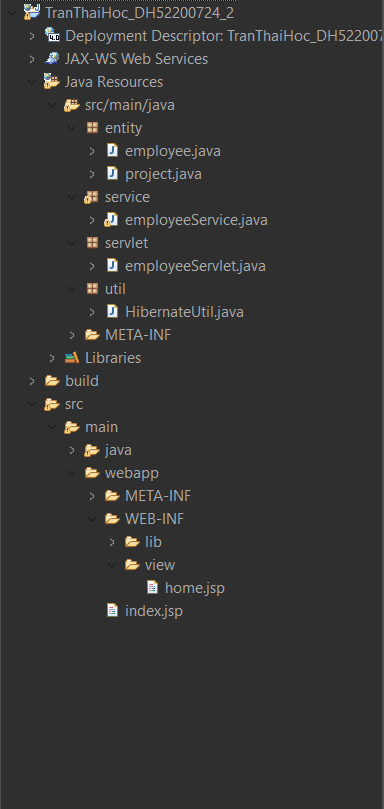 TranThaiHoc_DH52200724_2
Deployment Descriptor: TranThaiHoc_DH522007
JAX-WS Web Services
Java Resources
src/main/java
entity
employee.java
project.java
service
employeeService.java
servlet
employeeServlet.java
util
HibernateUtil.java
META-INF
Libraries
build
src
main
java
webapp
META-INF
WEB-INF
lib
view
home.jsp
index.jsp